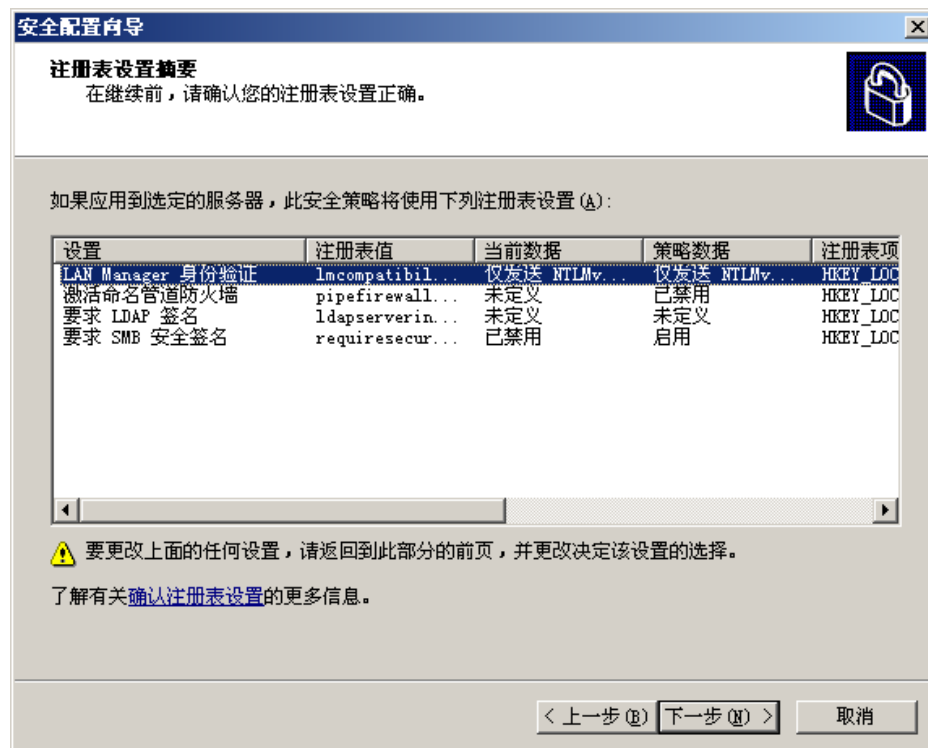 安全配置向导
注册表设置摘要
在继续前，请确认您的注册表设置正确。
如果应用到选定的服务器，此安全策略将使用下列注册表设置(A):
设置 注册表值 当前数据 策略数据 注册表项
LAN Manager 身份验证 lmcompatibil... 仅发送 NTLMv... 仅发送 NTLMv... HKEY_LOC
激活命名管道防火墙 pipefirewall... 未定义 已禁用 HKEY_LOC
要求 LDAP 签名 ldapserverin... 未定义 未定义 HKEY_LOC
要求 SMB 安全签名 requiresecur... 已禁用 启用 HKEY_LOC
要更改上面的任何设置，请返回到此部分的前页，并更改决定该设置的选择。
了解有关确认注册表设置的更多信息。
< 上一步(B) 下一步(N) > 取消